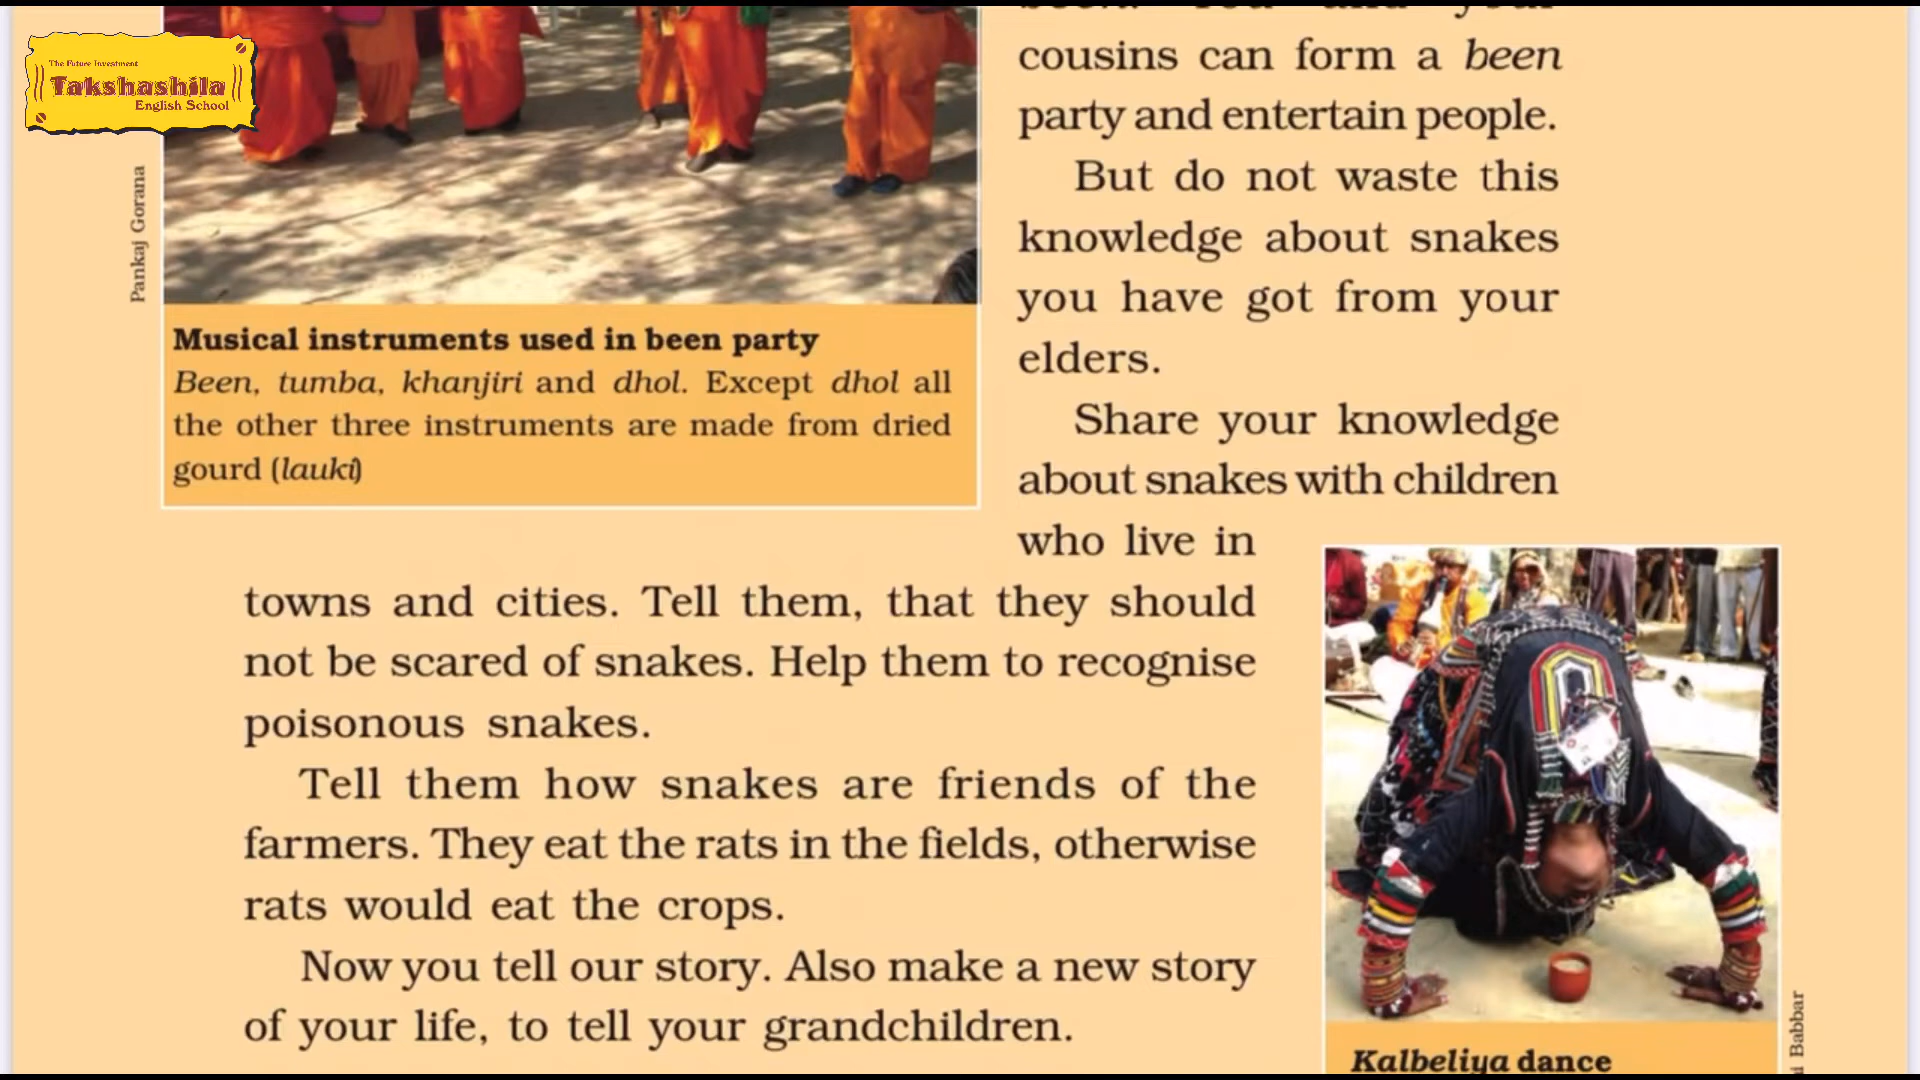 The Future Investment
Takshashila
English School
Pankaj Gorana
Musical instruments used in been party
Been, tumba, khanjiri and dhol. Except dhol all
the other three instruments are made from dried
gourd (lauki)
been. You and your
cousins can form a been
party and entertain people.
But do not waste this
knowledge about snakes
you have got from your
elders.
Share your knowledge
about snakes with children
who live in
towns and cities. Tell them, that they should
not be scared of snakes. Help them to recognise
poisonous snakes.
Tell them how snakes are friends of the
farmers. They eat the rats in the fields, otherwise
rats would eat the crops.
Now you tell our story. Also make a new story
of your life, to tell your grandchildren.
Kalbeliya dance
Babbar